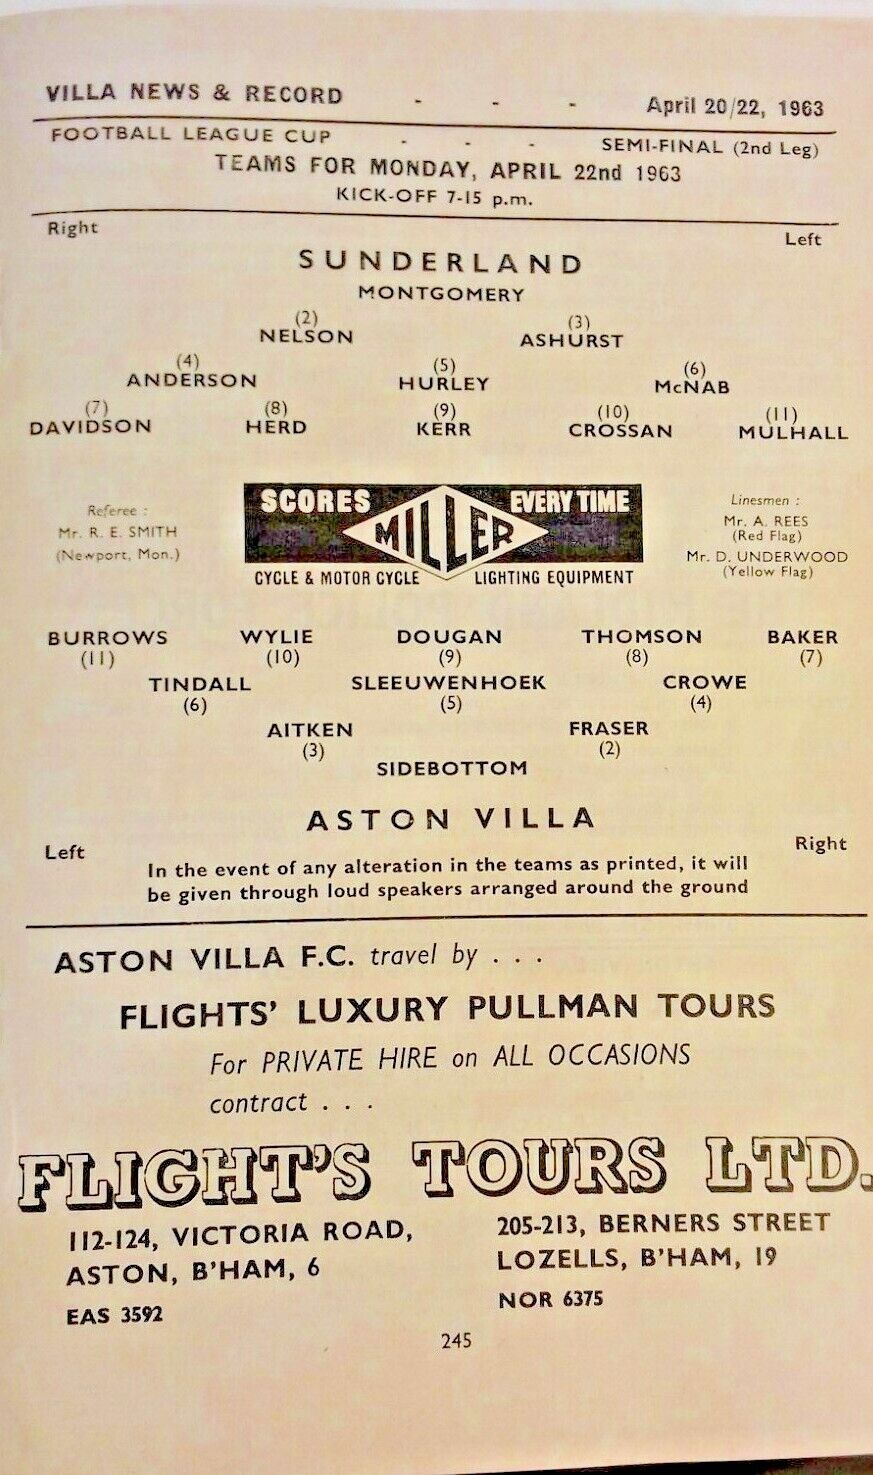 VILLA NEWS & RECORD - - - April 20/22, 1963
FOOTBALL LEAGUE CUP - - - SEMI-FINAL (2nd Leg)
TEAMS FOR MONDAY, APRIL 22nd 1963
KICK-OFF 7-15 p.m.
Right Left
SUNDERLAND
MONTGOMERY
(2) (3)
NELSON ASHURST
(4) (5) (6)
ANDERSON HURLEY McNAB
(7) (8) (9) (10) (11)
DAVIDSON HERD KERR CROSSAN MULHALL
Referee :
Mr. R. E. SMITH
(Newport, Mon.)
SCORES MILLER EVERY TIME
CYCLE & MOTOR CYCLE LIGHTING EQUIPMENT
Linesmen :
Mr. A. REES
(Red Flag)
Mr. D. UNDERWOOD
(Yellow Flag)
BURROWS WYLIE DOUGAN THOMSON BAKER
(11) (10) (9) (8) (7)
TINDALL SLEEUWENHOEK CROWE
(6) (5) (4)
AITKEN FRASER
(3) (2)
SIDEBOTTOM
ASTON VILLA
Left Right
In the event of any alteration in the teams as printed, it will
be given through loud speakers arranged around the ground
ASTON VILLA F.C. travel by . . .
FLIGHTS' LUXURY PULLMAN TOURS
For PRIVATE HIRE on ALL OCCASIONS
contract . . .
FLIGHT'S TOURS LTD.
112-124, VICTORIA ROAD,
ASTON, B'HAM, 6
EAS 3592
205-213, BERNERS STREET
LOZELLS, B'HAM, 19
NOR 6375
245